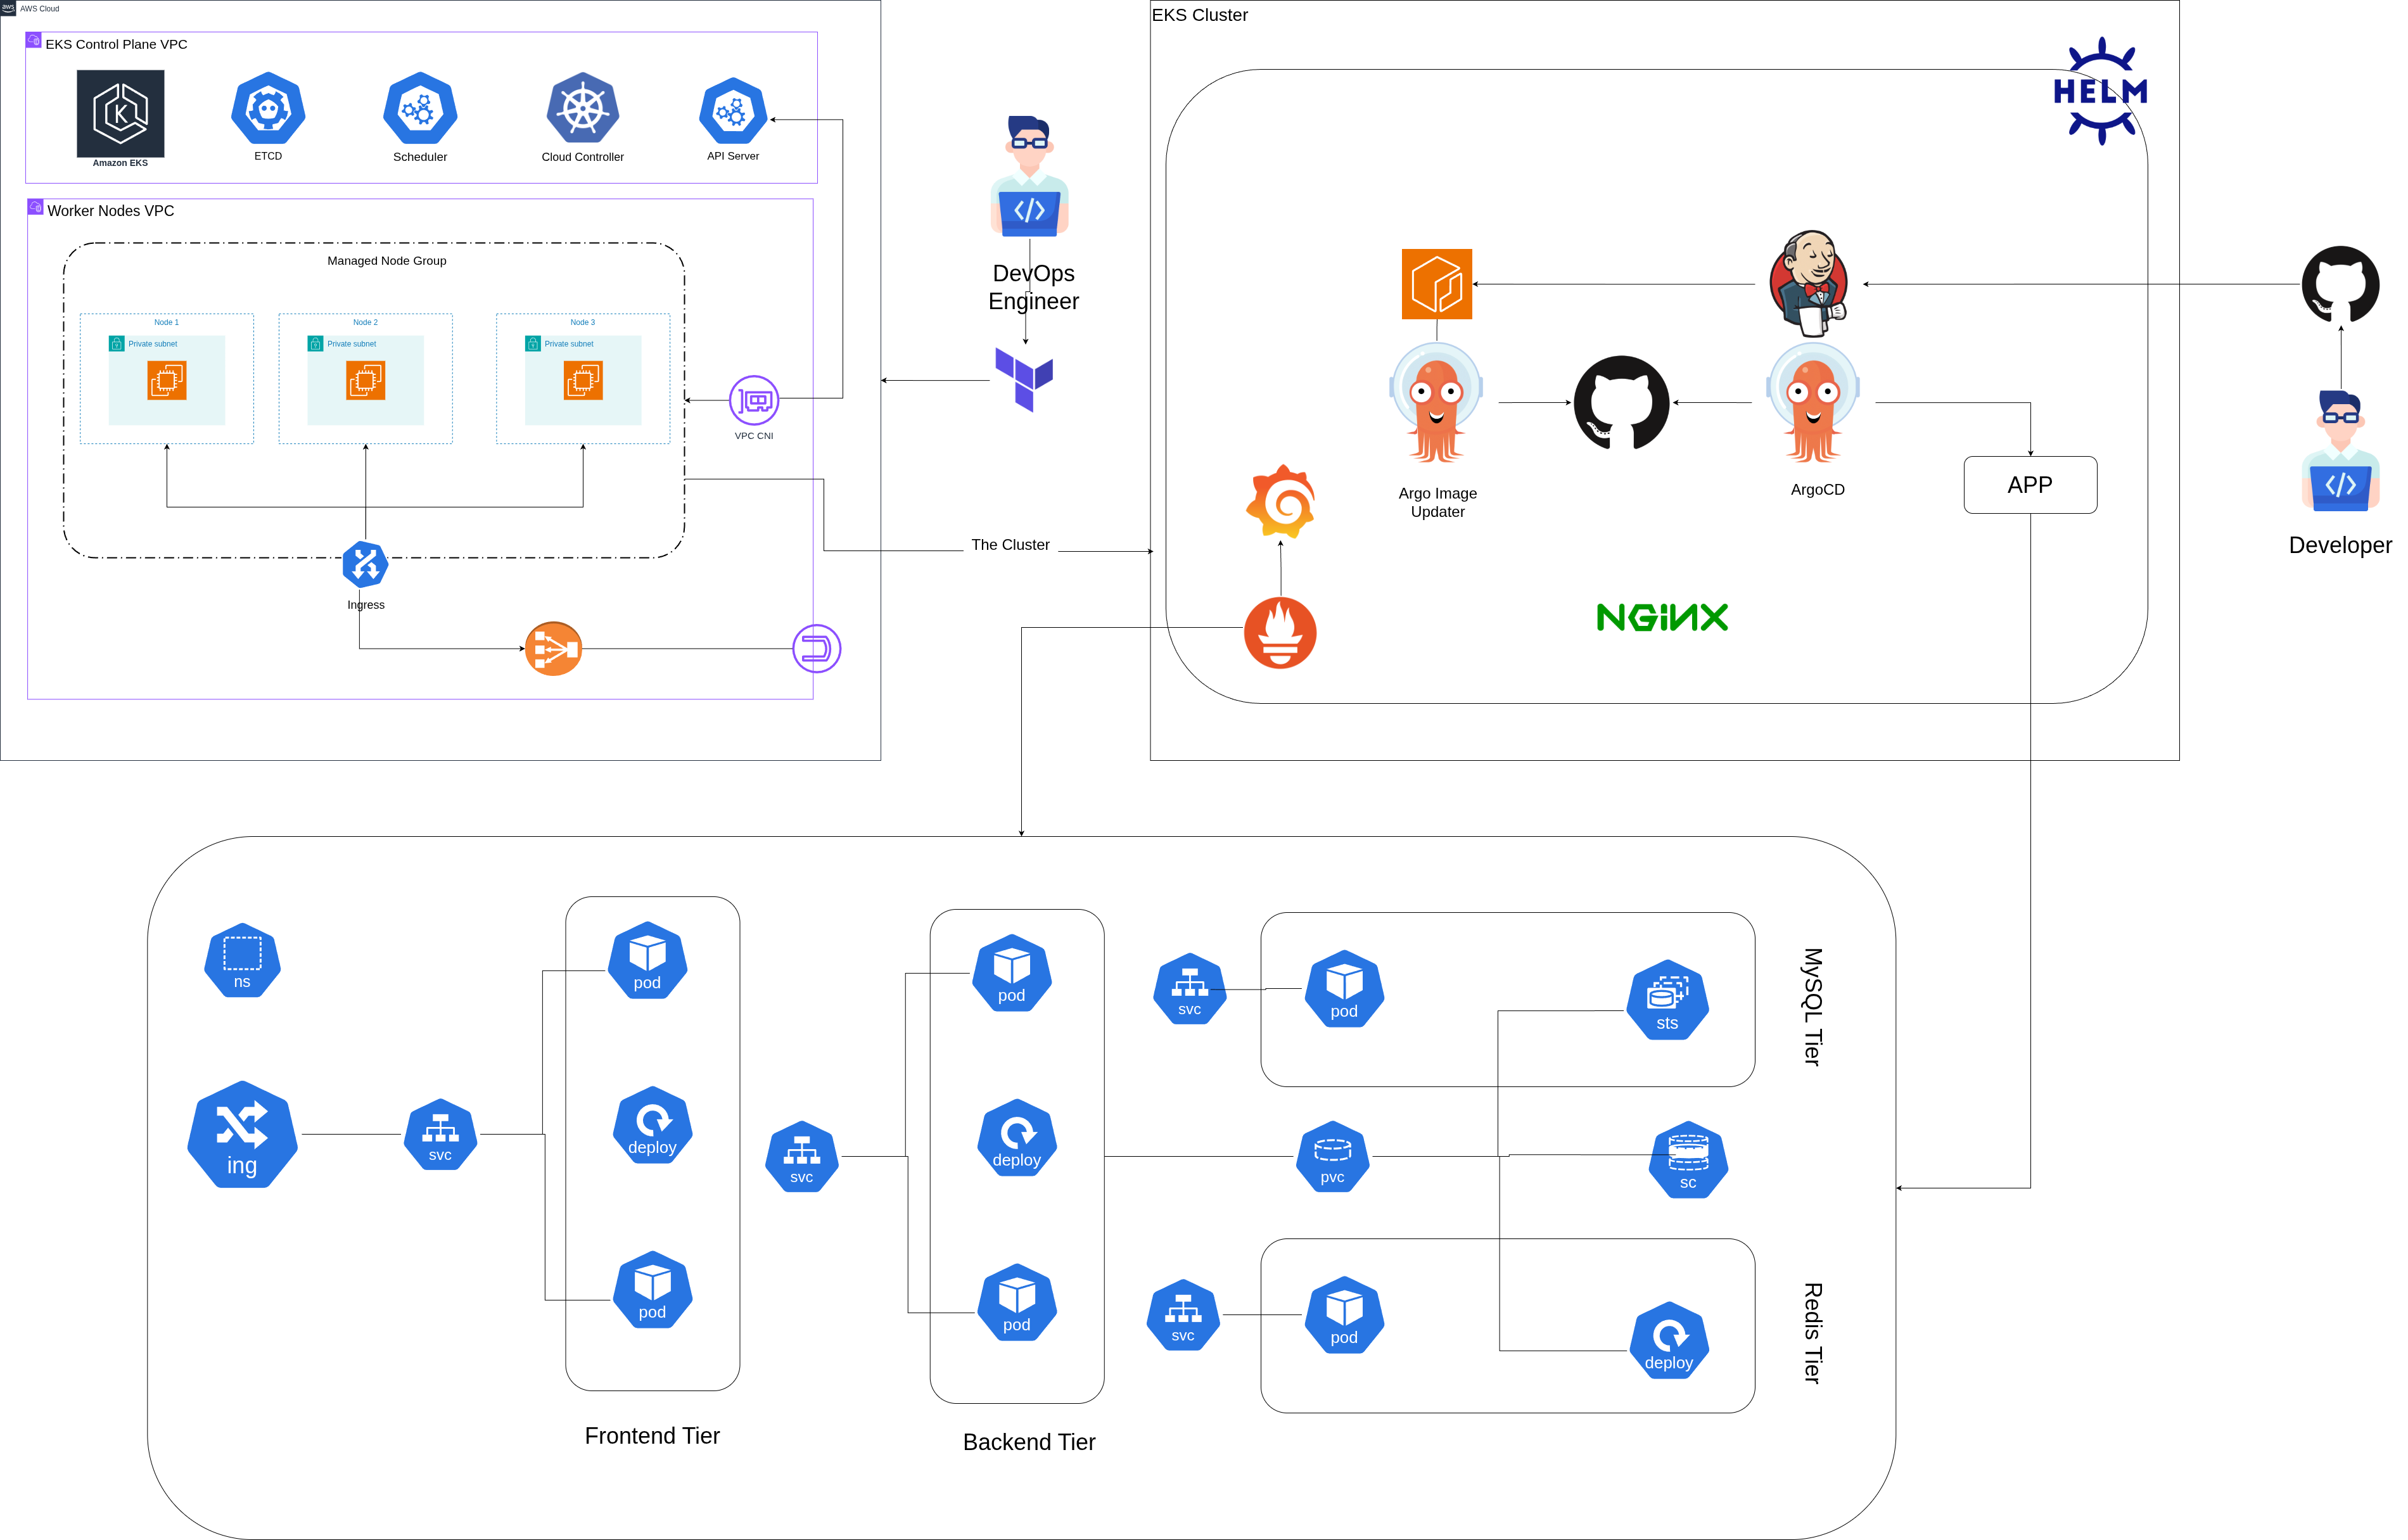 aws
AWS Cloud
EKS Control Plane VPC
Amazon EKS
ETCD
Scheduler
Cloud Controller
API Server
Worker Nodes VPC
Managed Node Group
Node 1
Private subnet
Node 2
Private subnet
Node 3
Private subnet
VPC CNI
Ingress
DevOps
Engineer
The Cluster
EKS Cluster
HELM
K
Argo Image
Updater
ArgoCD
APP
NGINX
Developer
ns
ing
svc
pod
deploy
pod
Frontend Tier
svc
pod
deploy
pod
Backend Tier
svc
pod
sts
MySQL Tier
pvc
sc
svc
pod
deploy
Redis Tier